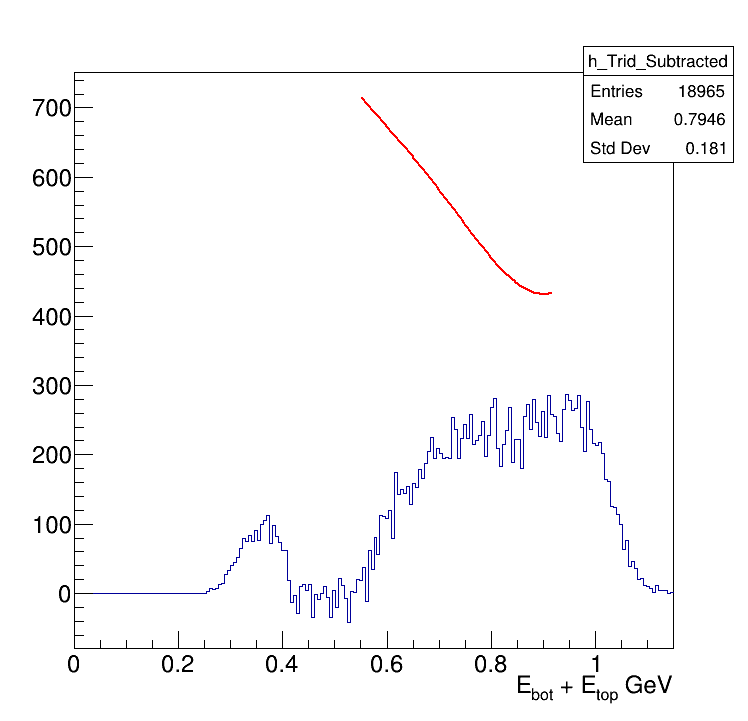 h_Trid_Subtracted
Entries 18965
Mean 0.7946
Std Dev 0.181
700
600
500
400
300
200
100
0
0 0.2 0.4 0.6 0.8 1
E_bot + E_top GeV